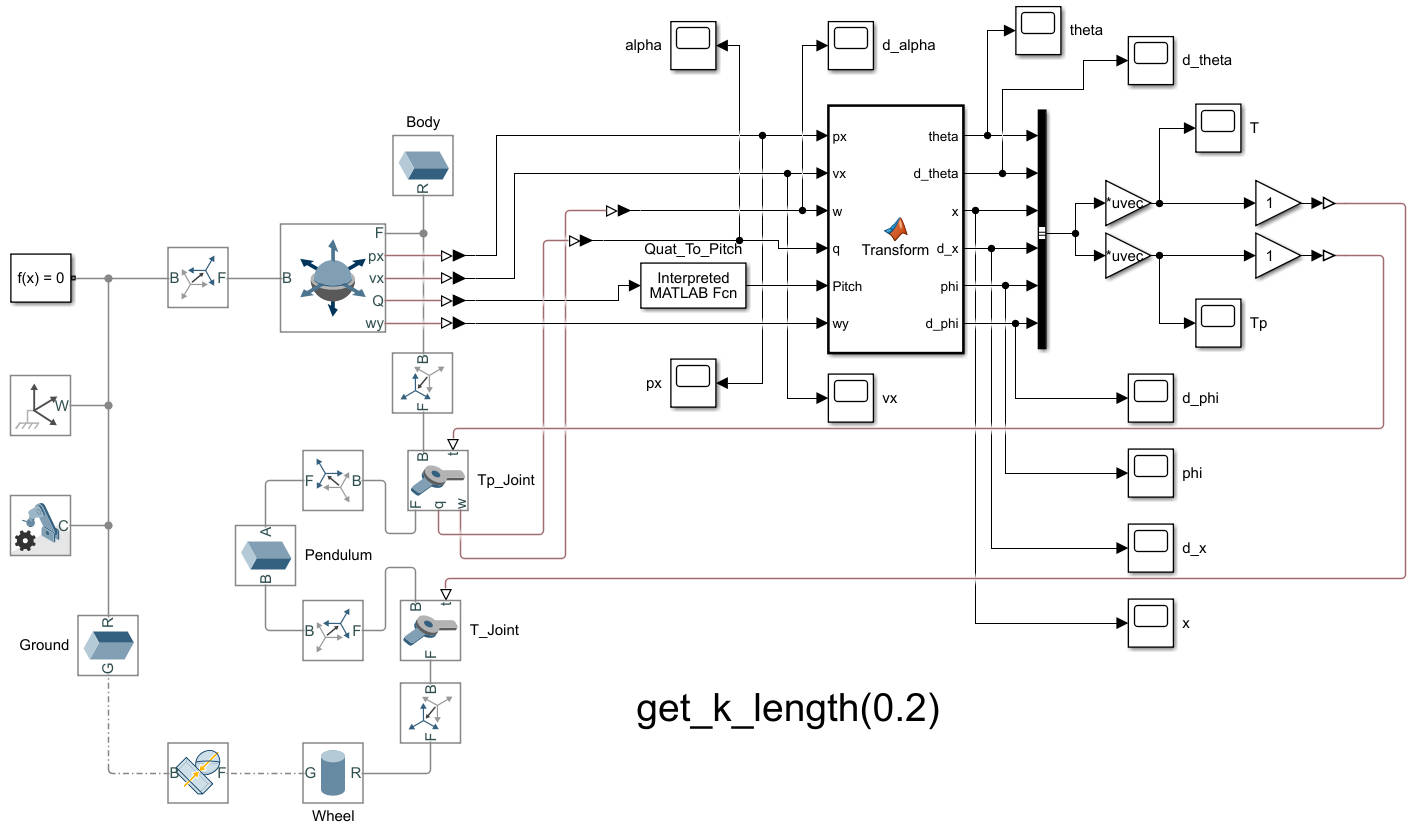 theta
alpha
d_alpha
d_theta
Body
T
R
px
theta
vx
d_theta
w
x
*uvec
1
F
px
Quat_To_Pitch
q
Transform
d_x
*uvec
1
f(x) = 0
B
F
B
vx
Interpreted
MATLAB Fcn
Pitch
phi
Q
wy
wy
d_phi
Tp
B
px
vx
d_phi
W
F
B
t
F
B
Tp_Joint
phi
F
q
w
C
A
Pendulum
d_x
B
B
t
R
B
F
T_Joint
x
Ground
F
G
B
get_k_length(0.2)
F
B
F
G
R
Wheel